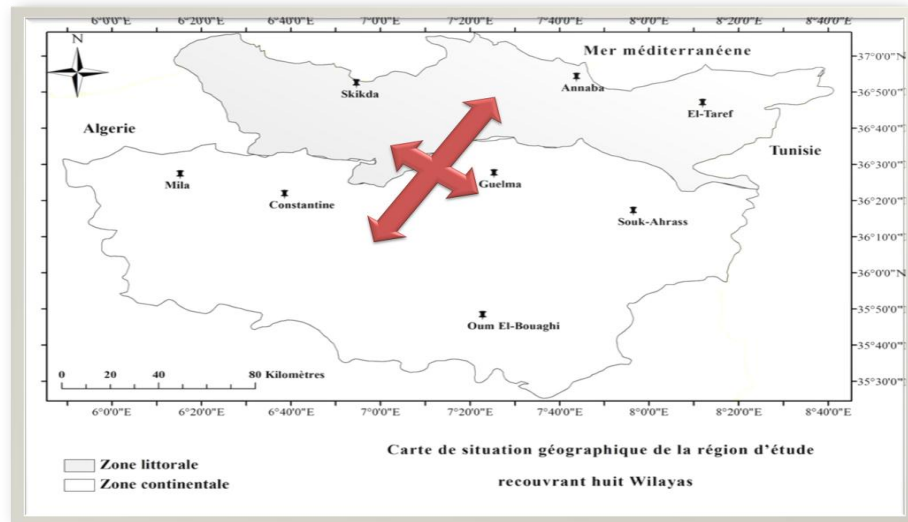 6°0'0"E 6°20'0"E 6°40'0"E 7°0'0"E 7°20'0"E 7°40'0"E 8°0'0"E 8°20'0"E 8°40'0"E
N
Mer méditerranéene
37°0'0"N
Skikda
Annaba
36°50'0"
El-Taref
Algerie
36°40'0"
Tunisie
36°30'0"
Mila
Guelma
Constantine
36°20'0"
Souk-Ahrass
36°10'0"
36°0'0"N
35°50'0"
Oum El-Bouaghi
35°40'0"
0 20 40 80 Kilomètres
35°30'0"
6°0'0"E 6°20'0"E 6°40'0"E 7°0'0"E 7°20'0"E 7°40'0"E 8°0'0"E 8°20'0"E 8°40'0"E
Carte de situation géographique de la région d'étude
recouvrant huit Wilayas
Zone littorale
Zone continentale